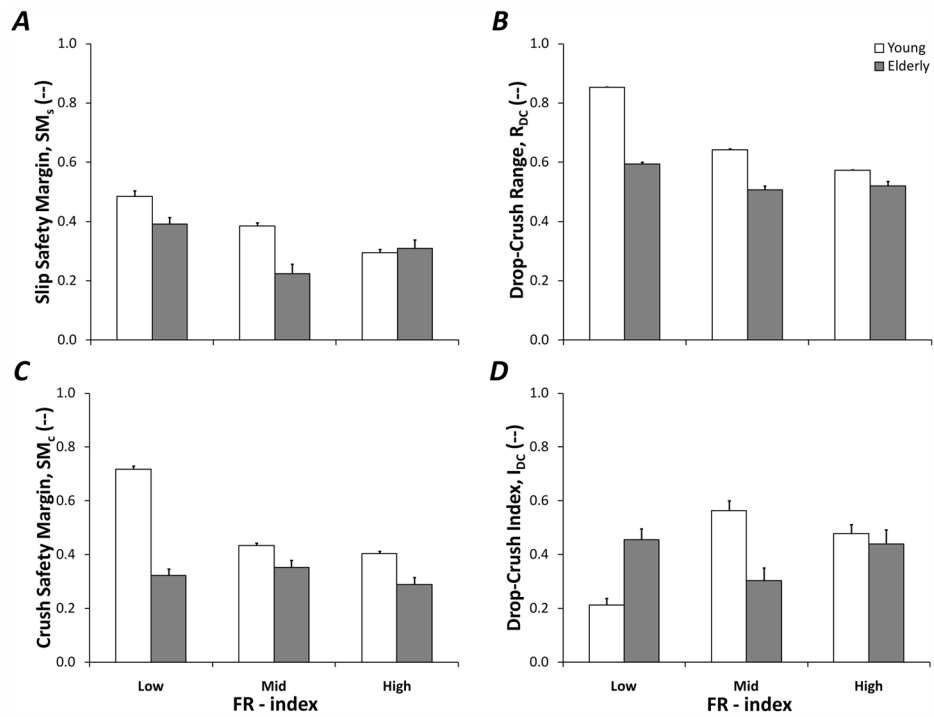 A
1.0
0.8
0.6
0.4
0.2
0.0
Slip Safety Margin, SMs (--)
B
1.0
0.8
0.6
0.4
0.2
0.0
Drop-Crush Range, RDC (--)
Young
Elderly
C
1.0
0.8
0.6
0.4
0.2
0.0
Crush Safety Margin, SMc (--)
Low Mid High
FR - index
D
1.0
0.8
0.6
0.4
0.2
0.0
Drop-Crush Index, IDC (--)
Low Mid High
FR - index